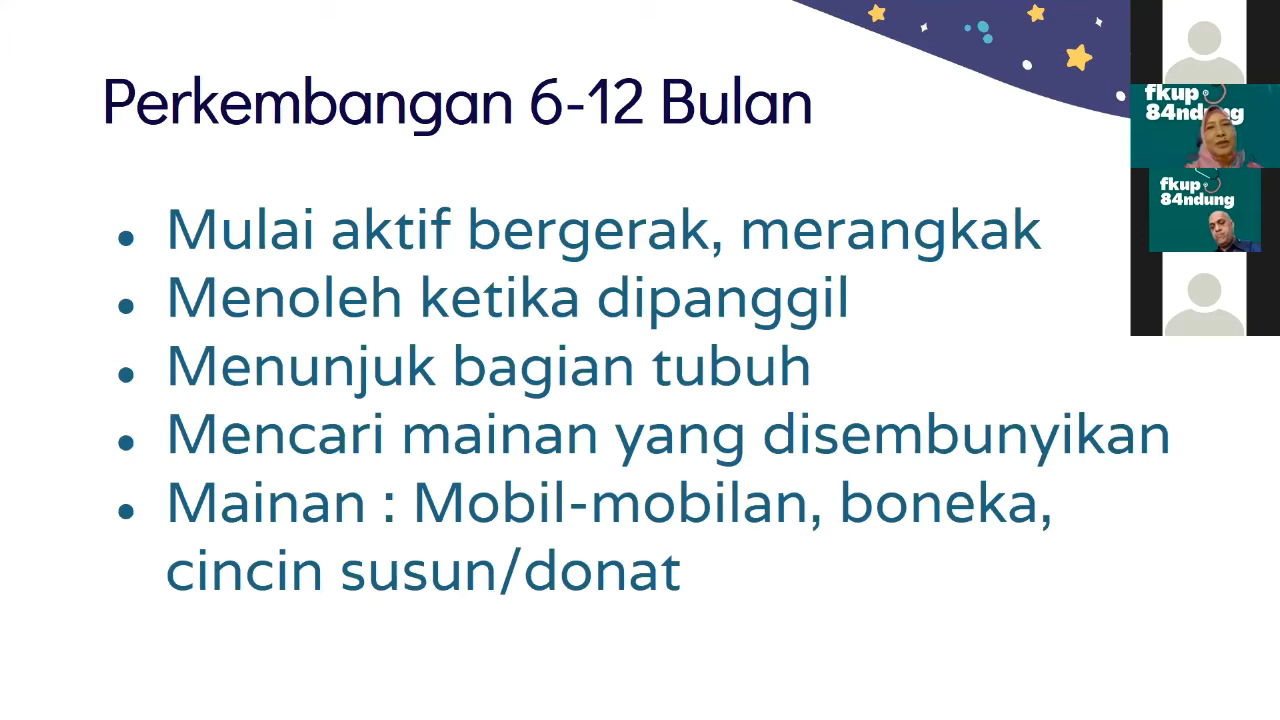 Perkembangan 6-12 Bulan
• Mulai aktif bergerak, merangkak
• Menoleh ketika dipanggil
• Menunjuk bagian tubuh
• Mencari mainan yang disembunyikan
• Mainan : Mobil-mobilan, boneka,
cincin susun/donat
fkup
84ndung
fkup
84ndung